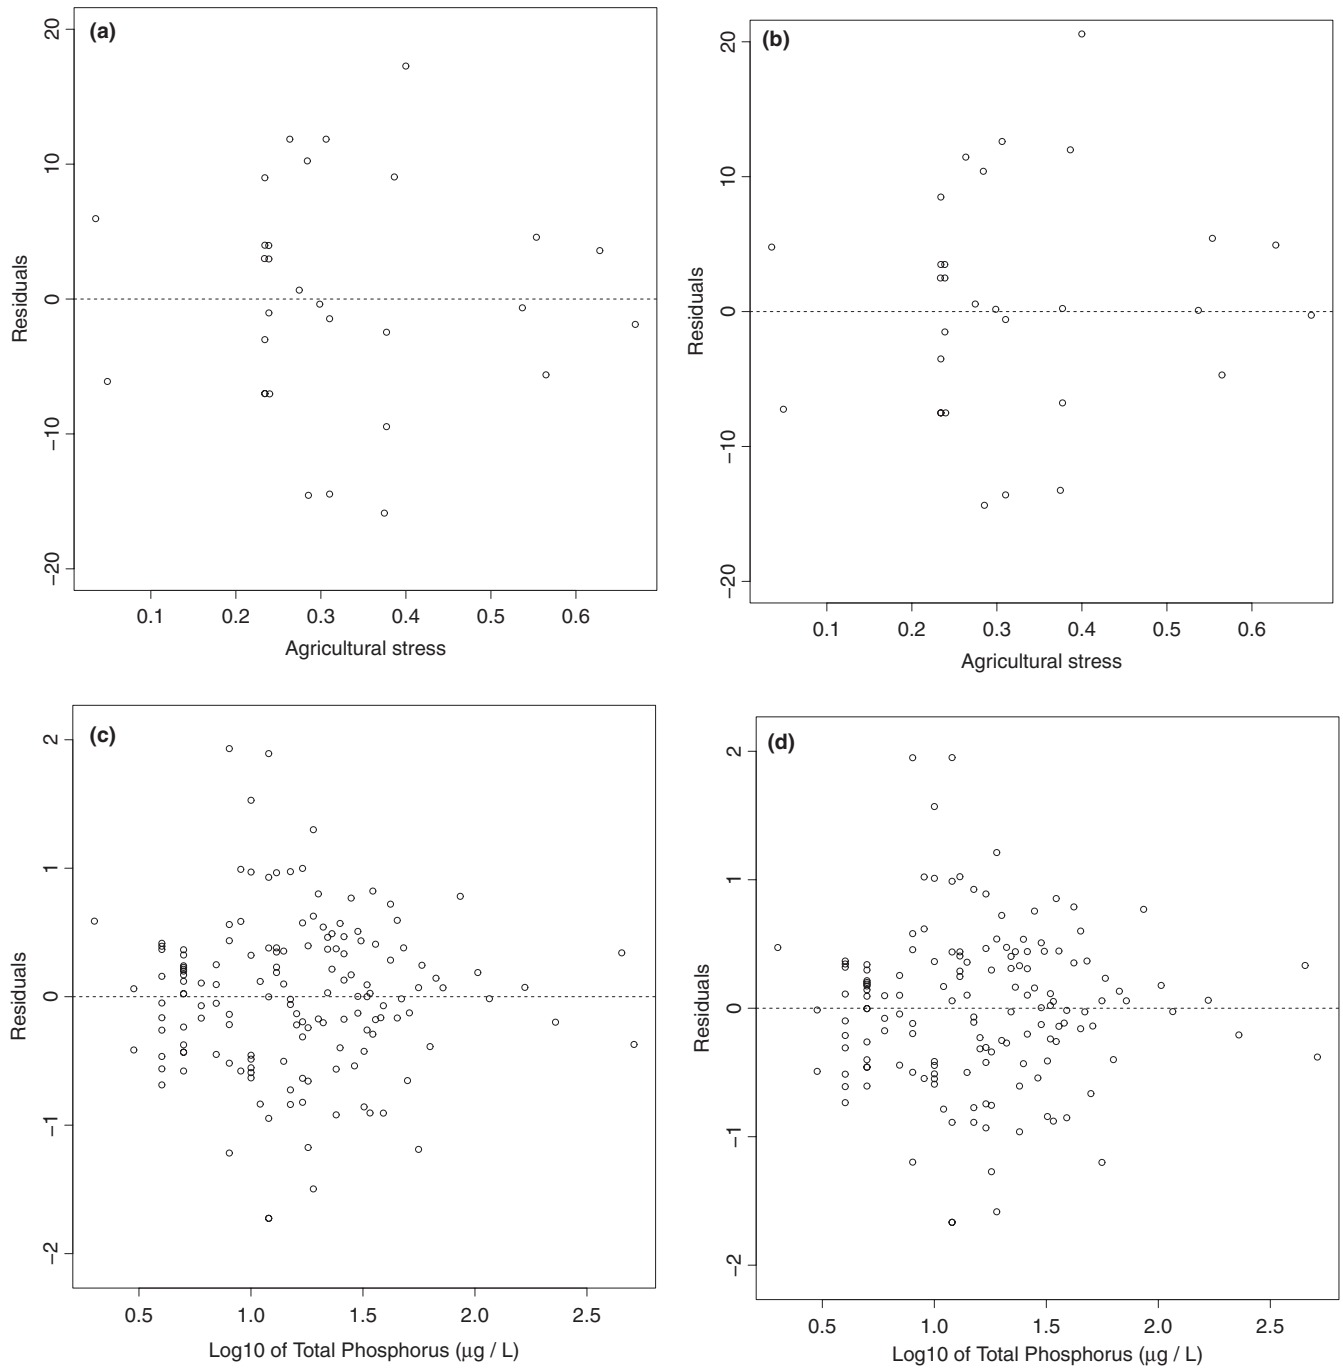 (a)
20
10
0
−10
−20
Residuals
0.1 0.2 0.3 0.4 0.5 0.6
Agricultural stress
(b)
20
10
0
−10
−20
Residuals
0.1 0.2 0.3 0.4 0.5 0.6
Agricultural stress
(c)
2
1
0
−1
−2
Residuals
0.5 1.0 1.5 2.0 2.5
Log10 of Total Phosphorus (μg / L)
(d)
2
1
0
−1
−2
Residuals
0.5 1.0 1.5 2.0 2.5
Log10 of Total Phosphorus (μg / L)